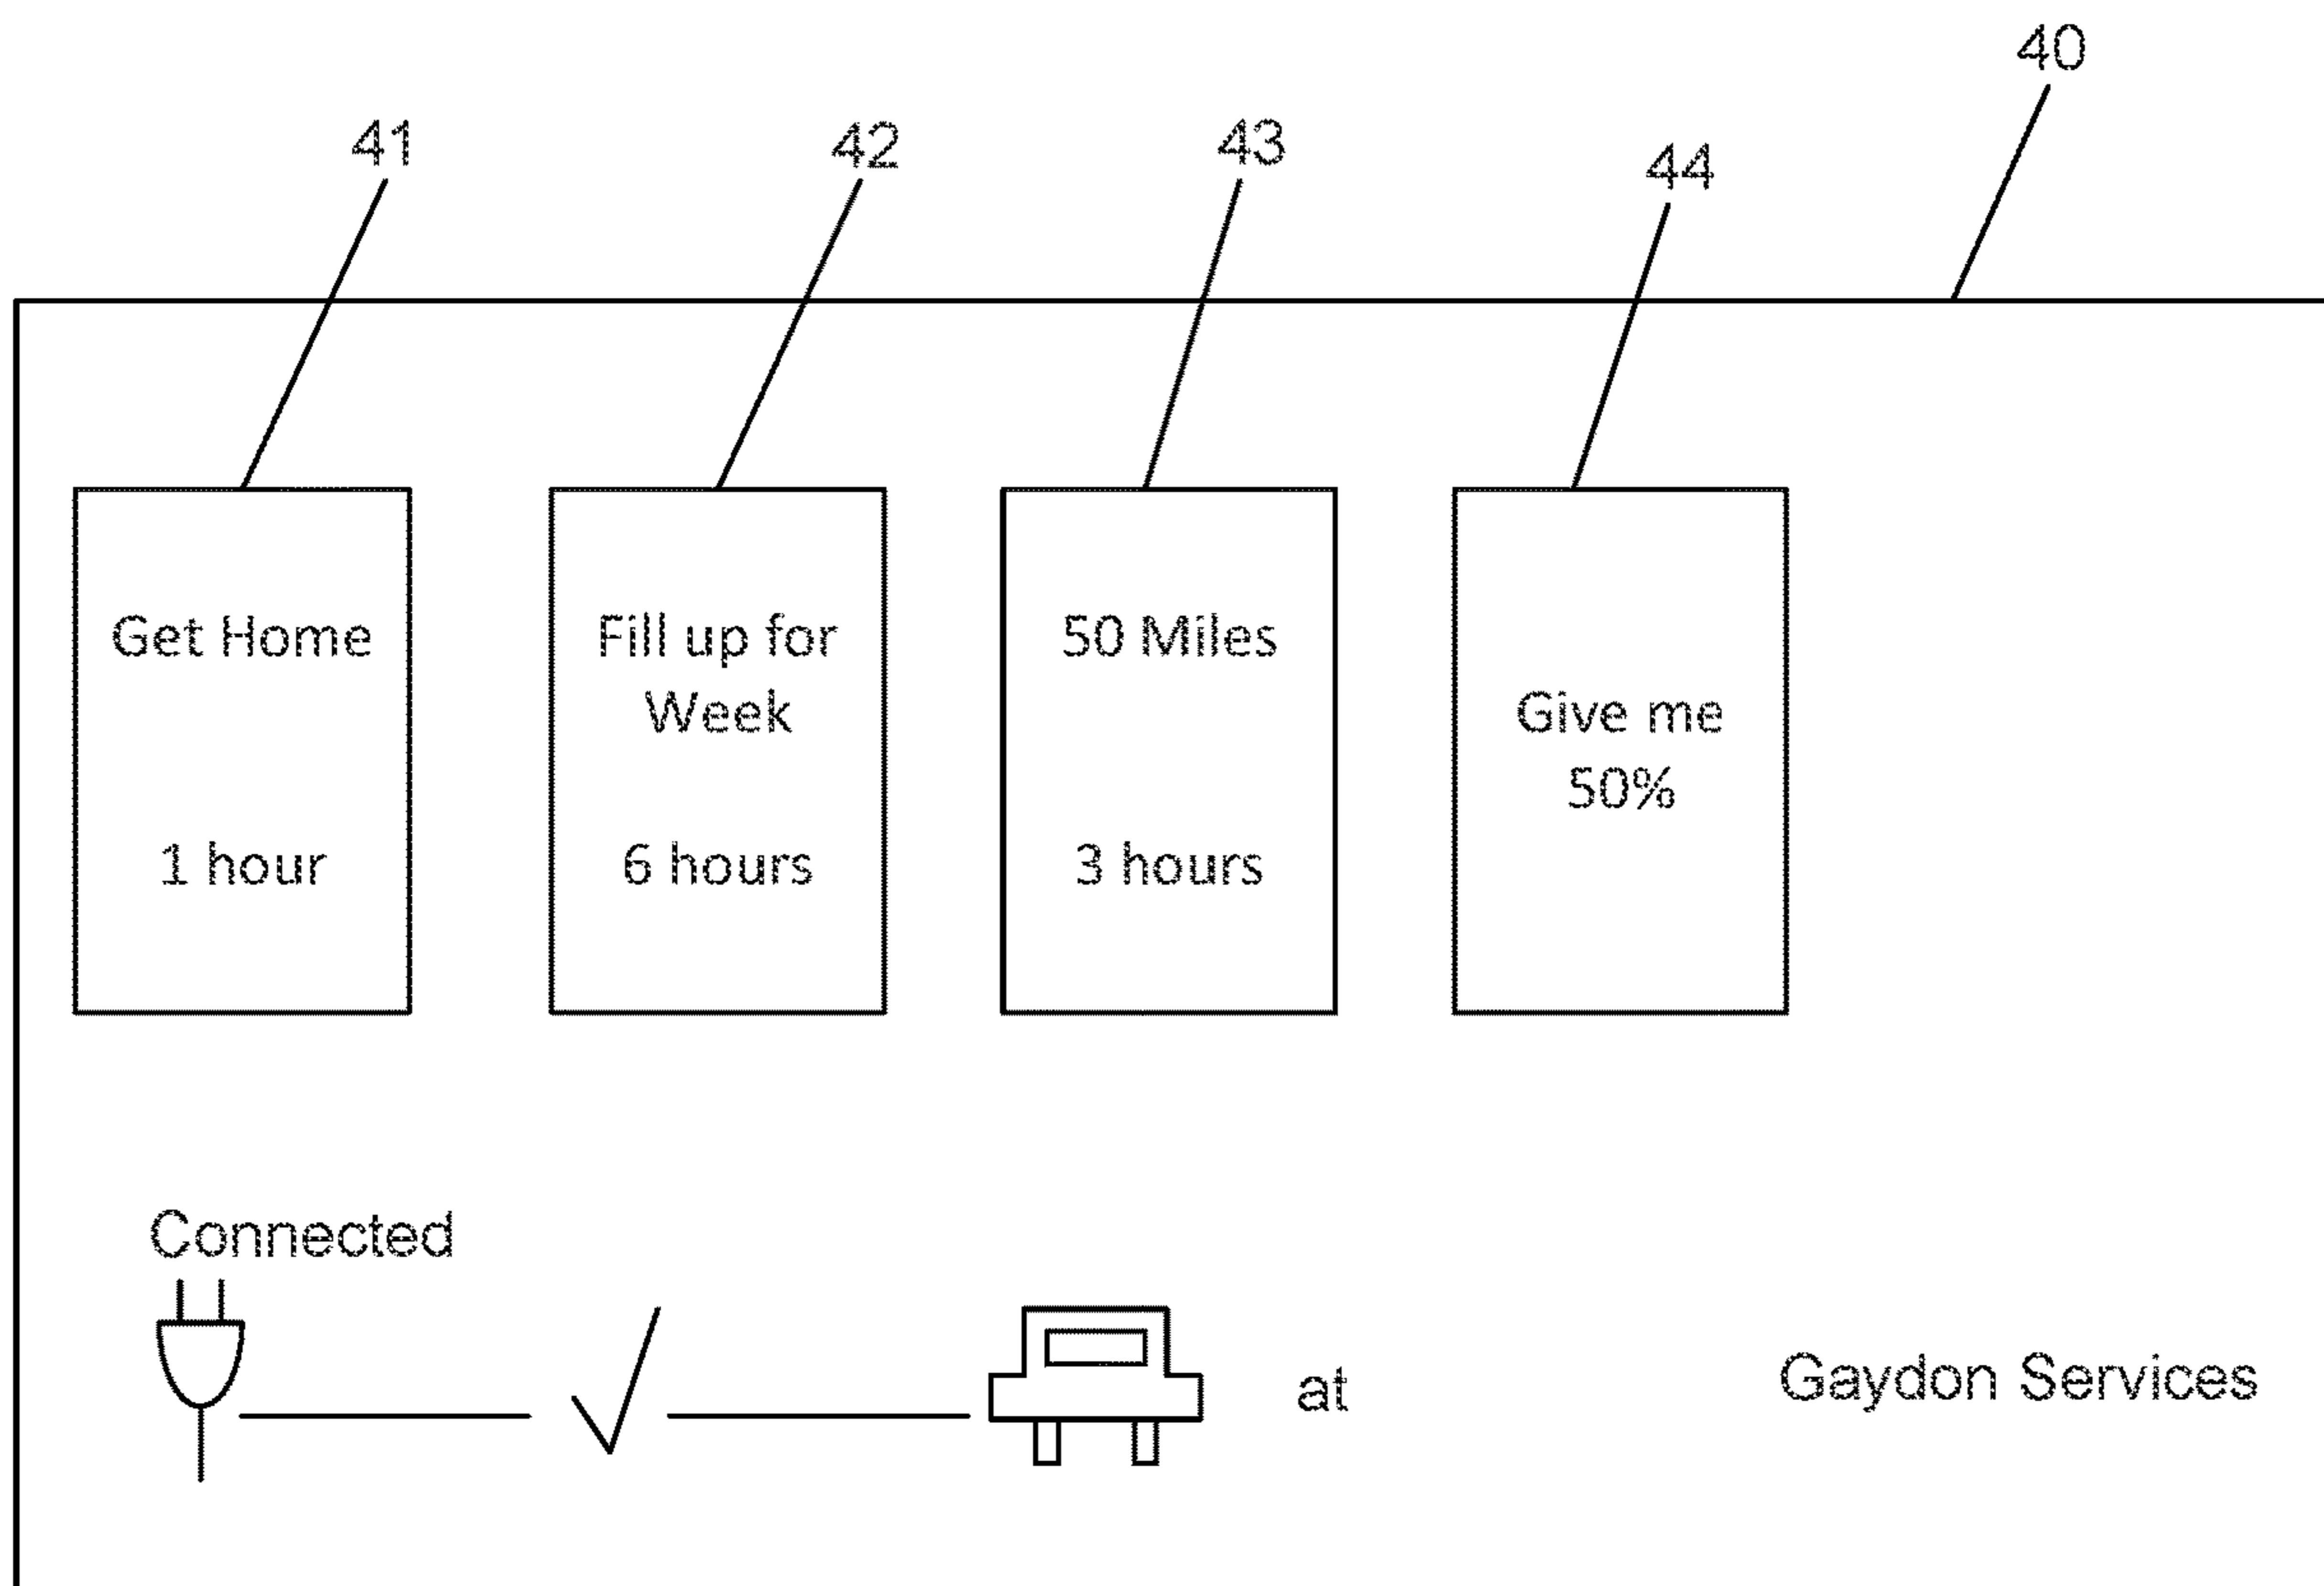 40
41
42
43
44
Get Home
1 hour
Fill up for
Week
6 hours
50 Miles
3 hours
Give me
50%
Connected
at
Gaydon Services